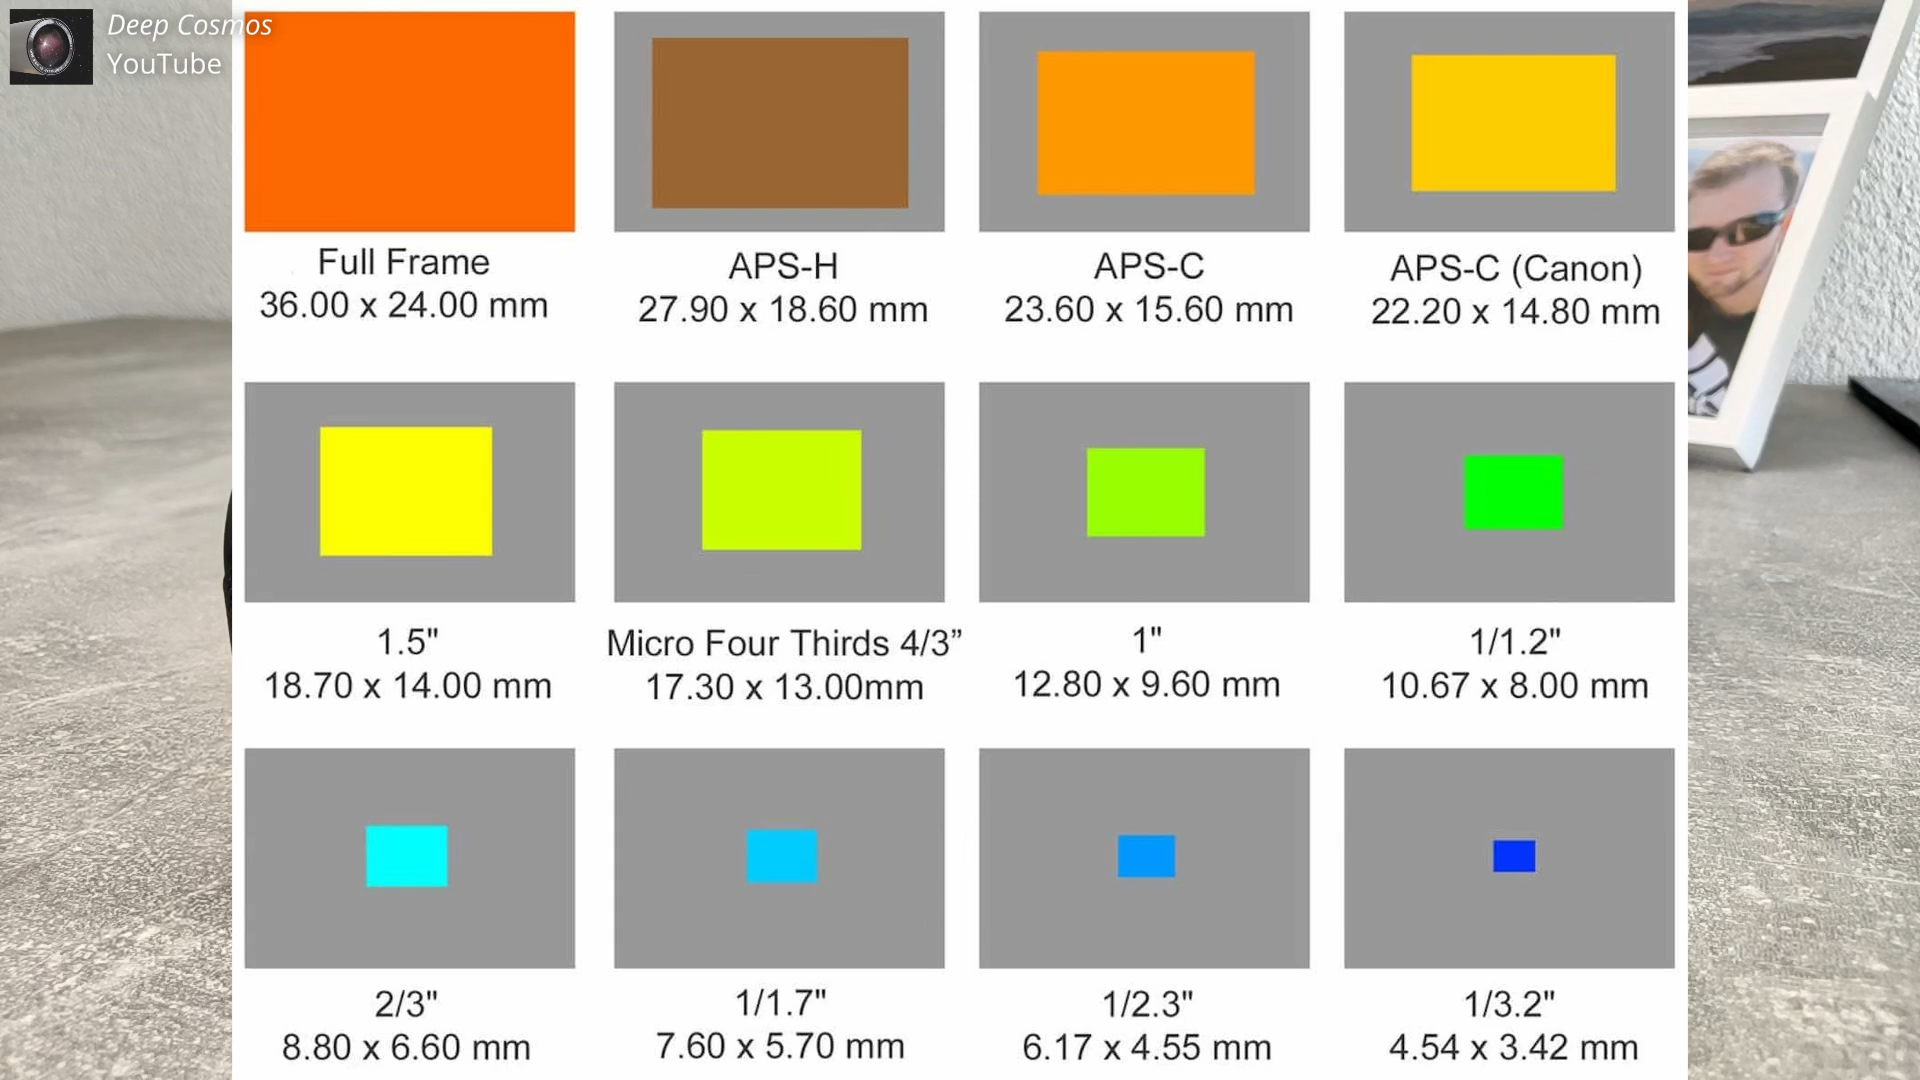 Deep Cosmos
YouTube
Full Frame
36.00 x 24.00 mm
APS-H
27.90 x 18.60 mm
APS-C
23.60 x 15.60 mm
APS-C (Canon)
22.20 x 14.80 mm
1.5"
18.70 x 14.00 mm
Micro Four Thirds 4/3”
17.30 x 13.00mm
1"
12.80 x 9.60 mm
1/1.2"
10.67 x 8.00 mm
2/3"
8.80 x 6.60 mm
1/1.7"
7.60 x 5.70 mm
1/2.3"
6.17 x 4.55 mm
1/3.2"
4.54 x 3.42 mm